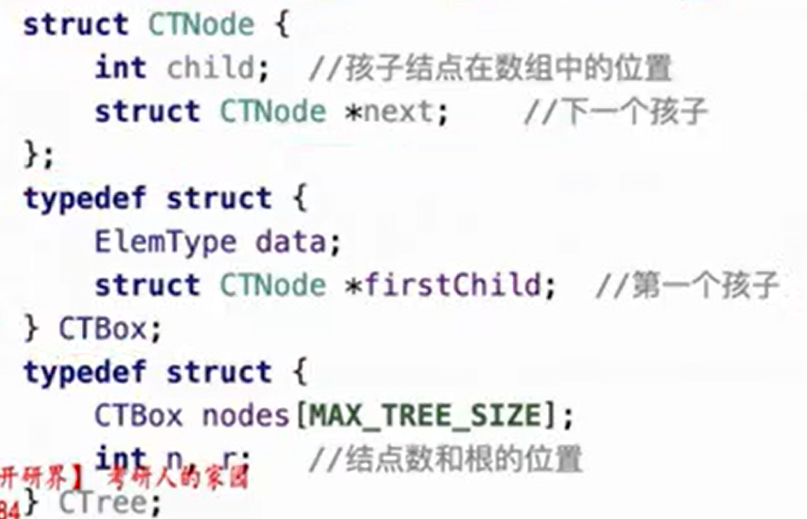 struct CTNode {
    int child;  //孩子结点在数组中的位置
    struct CTNode *next;    //下一个孩子
};
typedef struct {
    ElemType data;
    struct CTNode *firstChild;  //第一个孩子
} CTBox;
typedef struct {
    CTBox nodes[MAX_TREE_SIZE];
    int n, r;   //结点数和根的位置
开研界】 考研人的家园
84
} CTree;